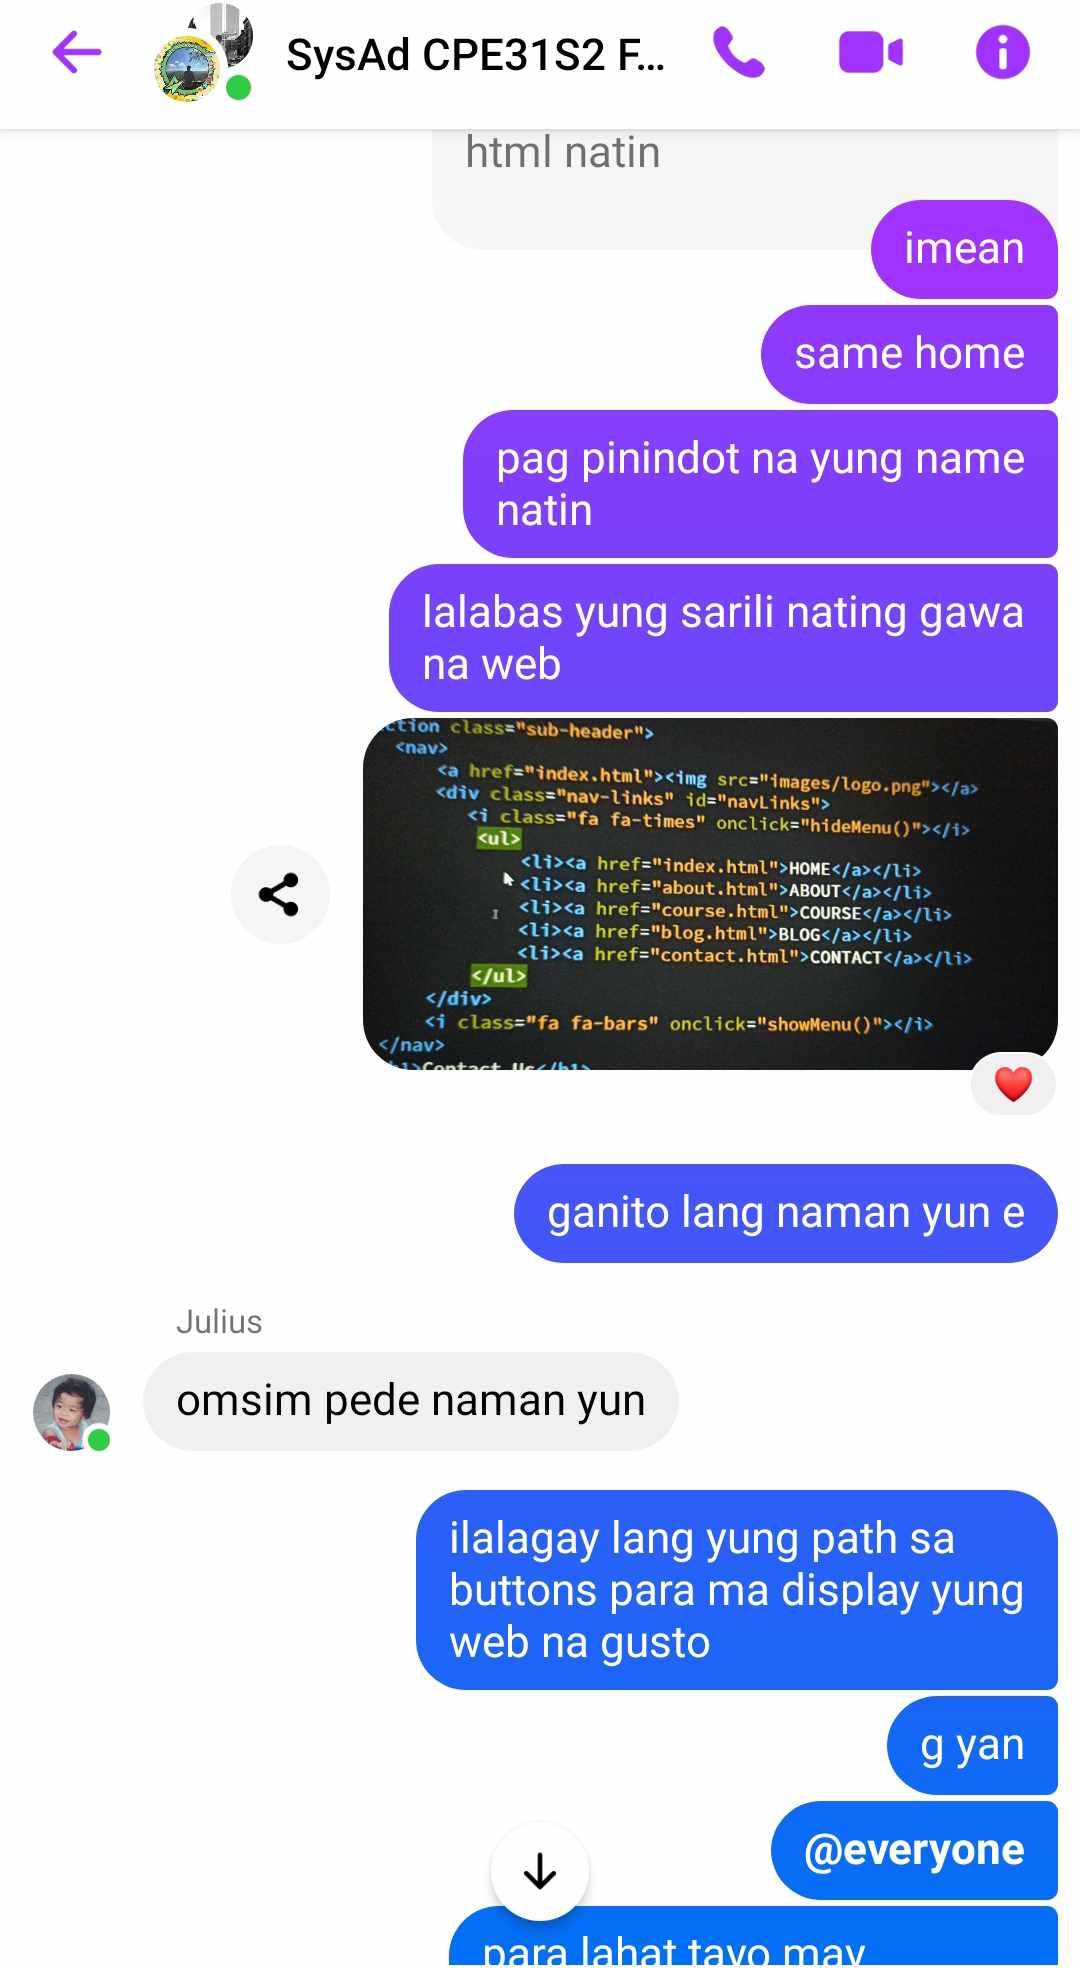 SysAd CPE31S2 F...
html natin
imean
same home
pag pinindot na yung name
natin
lalabas yung sarili nating gawa
na web
ction class="sub-header">
<nav>
<a href="index.html"><img src="images/logo.png"></a>
<div class="nav-links" id="navLinks">
<i class="fa fa-times" onclick="hideMenu()"></i>
<ul>
<li><a href="index.html">HOME</a></li>
<li><a href="about.html">ABOUT</a></li>
<li><a href="course.html">COURSE</a></li>
<li><a href="blog.html">BLOG</a></li>
<li><a href="contact.html">CONTACT</a></li>
</ul>
</div>
<i class="fa fa-bars" onclick="showMenu()"></i>
</nav>
h1>Contact Us</h1>
ganito lang naman yun e
Julius
omsim pede naman yun
ilalagay lang yung path sa
buttons para ma display yung
web na gusto
g yan
@everyone
para lahat tayo may